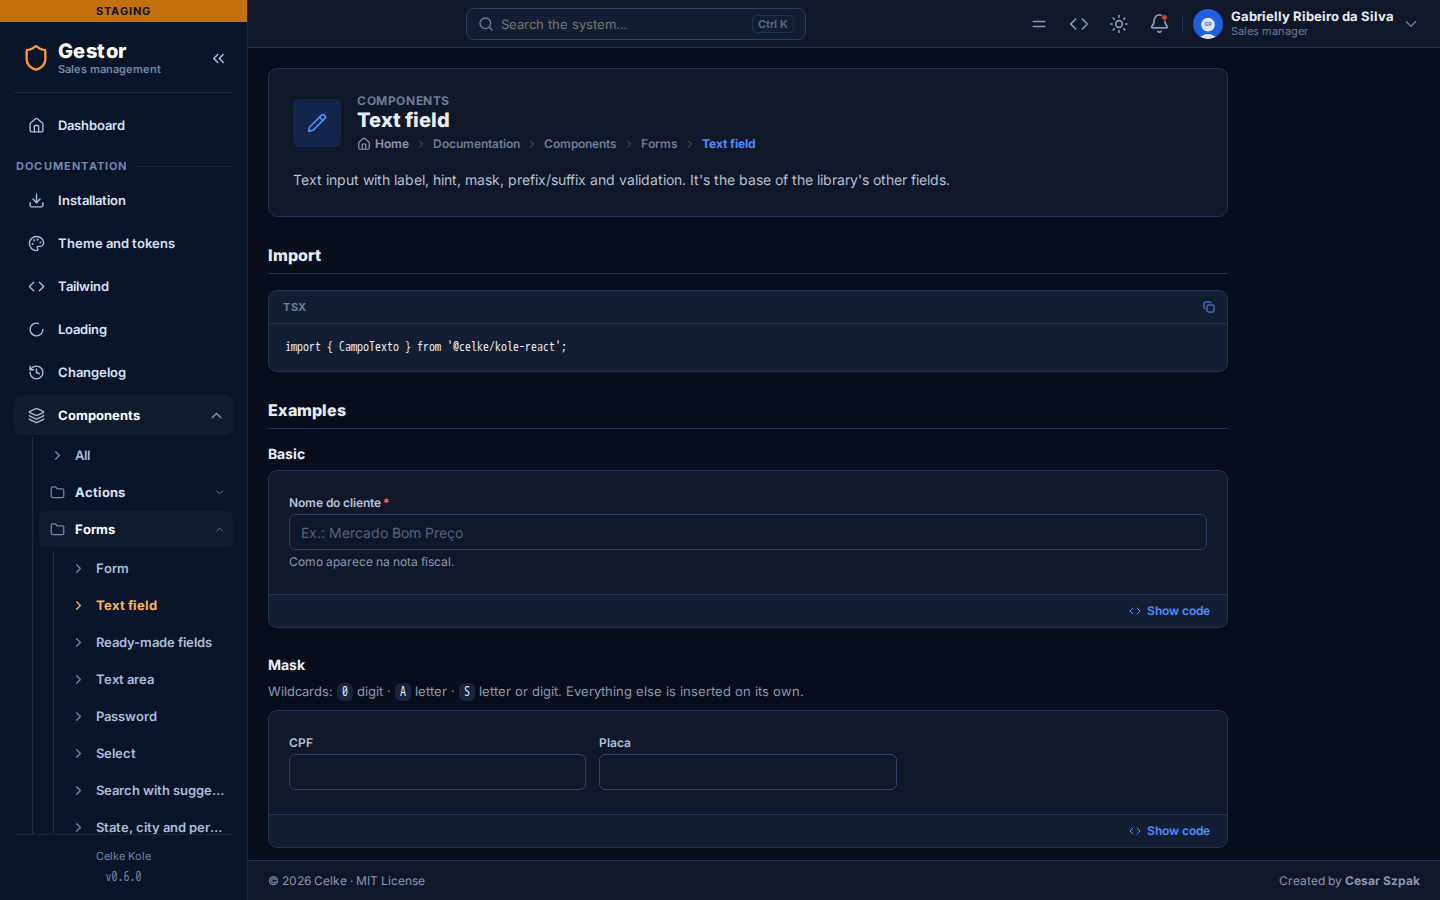 STAGING
Gestor
Sales management
Dashboard
DOCUMENTATION
Installation
Theme and tokens
Tailwind
Loading
Changelog
Components
All
Actions
Forms
Form
Text field
Ready-made fields
Text area
Password
Select
Search with sugge...
State, city and per...
Celke Kole
v0.6.0
Search the system...
Ctrl K
GR
Gabrielly Ribeiro da Silva
Sales manager
COMPONENTS
Text field
Home > Documentation > Components > Forms > Text field
Text input with label, hint, mask, prefix/suffix and validation. It's the base of the library's other fields.
Import
TSX
import { CampoTexto } from '@celke/kole-react';
Examples
Basic
Nome do cliente *
Ex.: Mercado Bom Preço
Como aparece na nota fiscal.
Show code
Mask
Wildcards: 0 digit · A letter · S letter or digit. Everything else is inserted on its own.
CPF
Placa
Show code
© 2026 Celke · MIT License
Created by Cesar Szpak